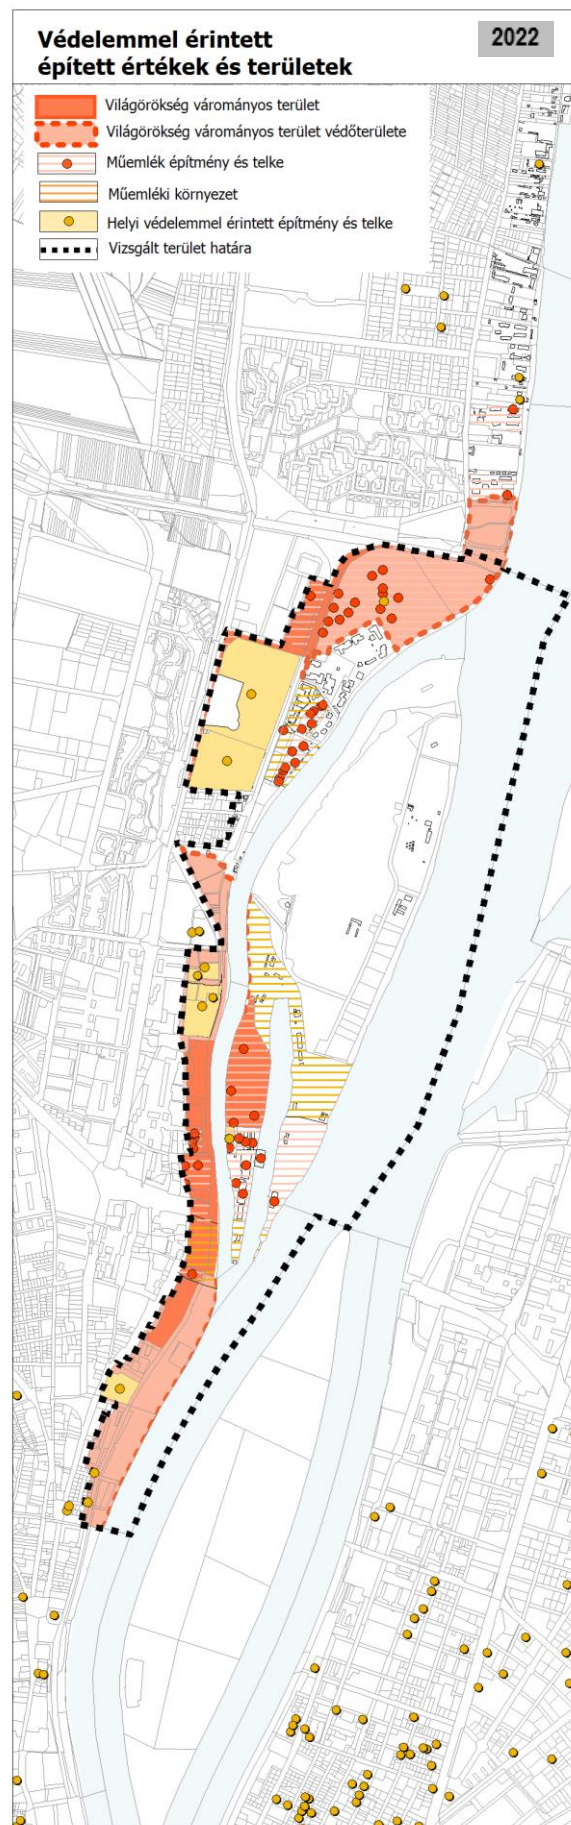 Védelemmel érintett
épített értékek és területek
2022
Világörökség várományos terület
Világörökség várományos terület védőterülete
Műemlék építmény és telke
Műemléki környezet
Helyi védelemmel érintett építmény és telke
Vizsgált terület határa